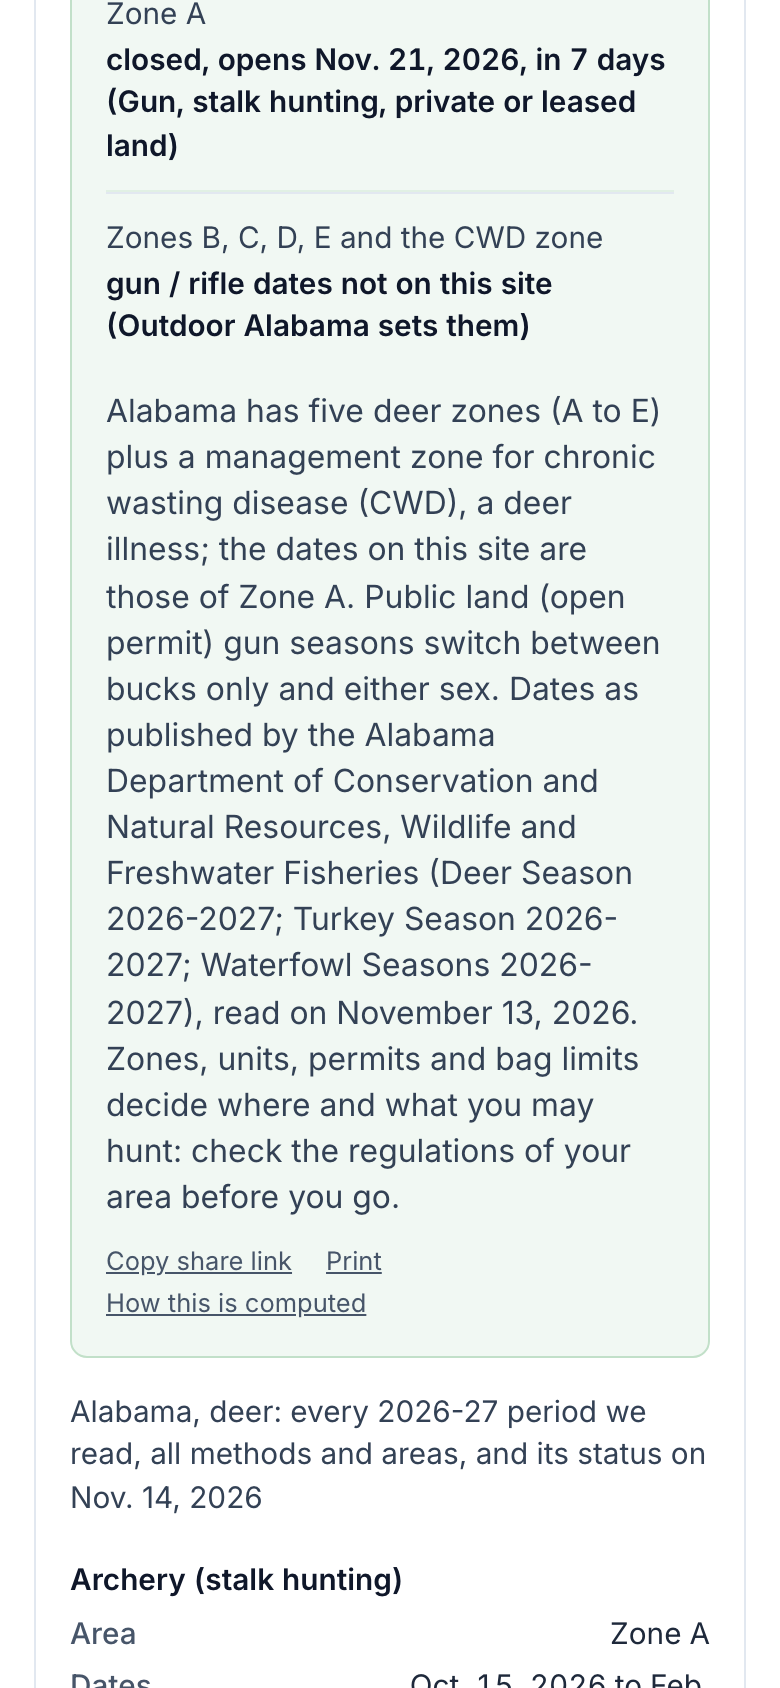 Zone A
closed, opens Nov. 21, 2026, in 7 days
(Gun, stalk hunting, private or leased
land)
Zones B, C, D, E and the CWD zone
gun / rifle dates not on this site
(Outdoor Alabama sets them)
Alabama has five deer zones (A to E)
plus a management zone for chronic
wasting disease (CWD), a deer
illness; the dates on this site are
those of Zone A. Public land (open
permit) gun seasons switch between
bucks only and either sex. Dates as
published by the Alabama
Department of Conservation and
Natural Resources, Wildlife and
Freshwater Fisheries (Deer Season
2026-2027; Turkey Season 2026-
2027; Waterfowl Seasons 2026-
2027), read on November 13, 2026.
Zones, units, permits and bag limits
decide where and what you may
hunt: check the regulations of your
area before you go.
Copy share link Print
How this is computed
Alabama, deer: every 2026-27 period we
read, all methods and areas, and its status on
Nov. 14, 2026
Archery (stalk hunting)
Area Zone A
Dates Oct. 15, 2026 to Feb.